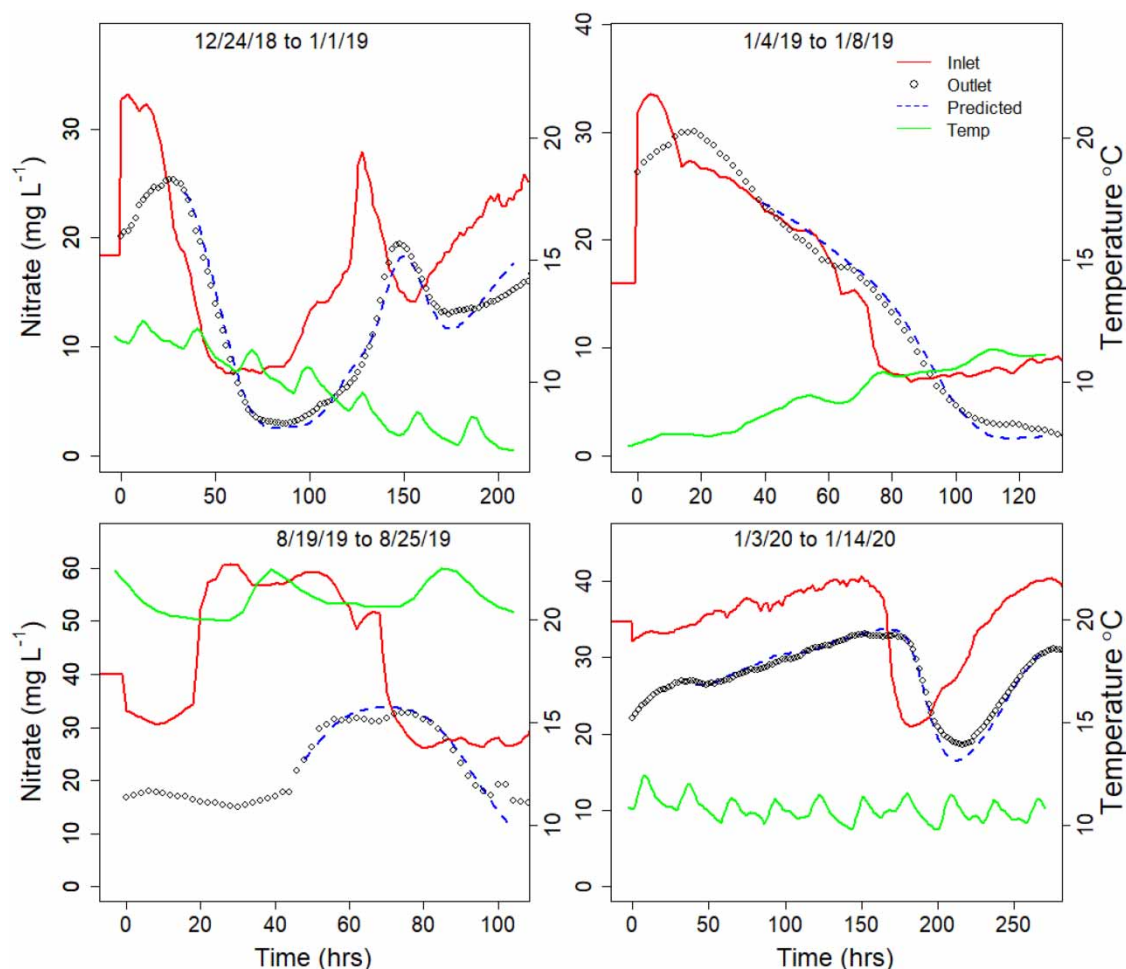 12/24/18 to 1/1/19
Nitrate (mg L⁻¹)
0 10 20 30
10 15 20
0 50 100 150 200
1/4/19 to 1/8/19
Inlet
Outlet
Predicted
Temp
0 10 20 30 40
10 15 20
Temperature °C
0 20 40 60 80 100 120
8/19/19 to 8/25/19
Nitrate (mg L⁻¹)
0 10 20 30 40 50 60
10 15 20
0 20 40 60 80 100
Time (hrs)
1/3/20 to 1/14/20
0 10 20 30 40
10 15 20
Temperature °C
0 50 100 150 200 250
Time (hrs)